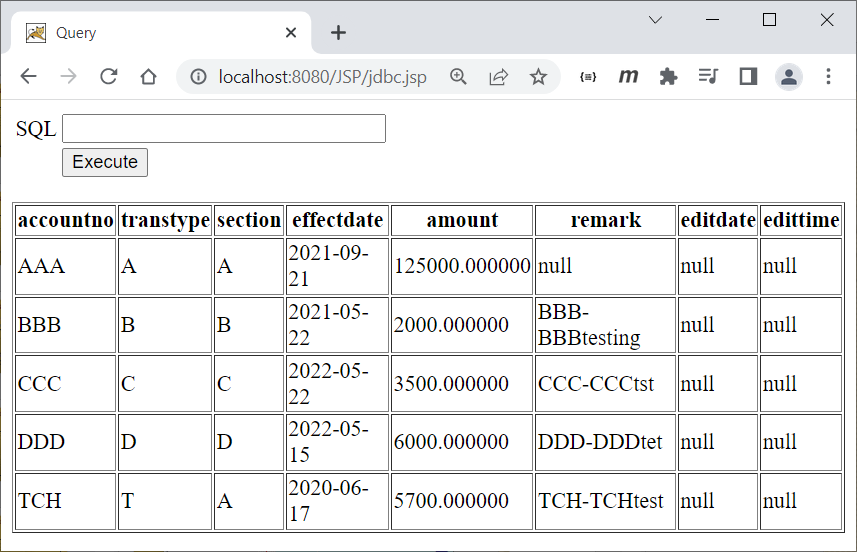 Query
localhost:8080/JSP/jdbc.jsp
SQL
Execute
accountno transtype section effectdate amount remark editdate edittime
AAA A A 2021-09-21 125000.000000 null null null
BBB B B 2021-05-22 2000.000000 BBB-BBBtesting null null
CCC C C 2022-05-22 3500.000000 CCC-CCCtst null null
DDD D D 2022-05-15 6000.000000 DDD-DDDtet null null
TCH T A 2020-06-17 5700.000000 TCH-TCHtest null null